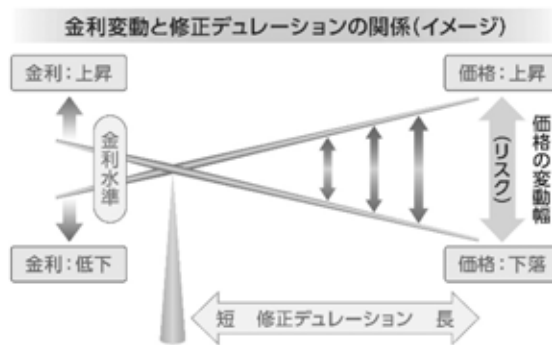 金利変動と修正デュレーションの関係(イメージ)
金利:上昇
価格:上昇
金利水準
(リスク)
価格の変動幅
金利:低下
価格:下落
短 修正デュレーション 長